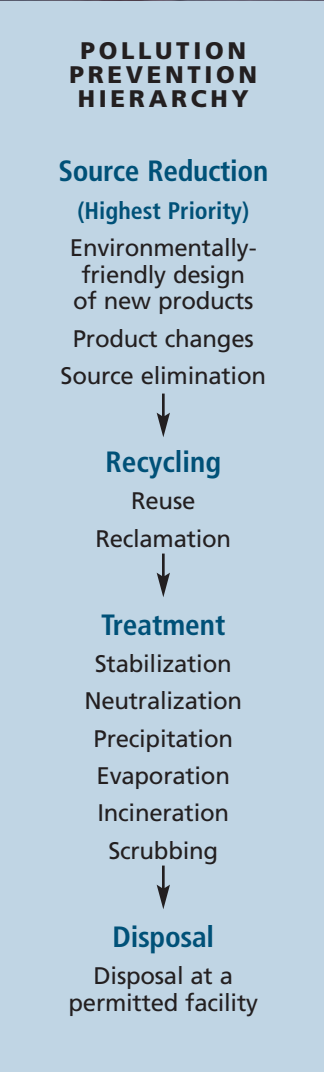 POLLUTION
PREVENTION
HIERARCHY
Source Reduction
(Highest Priority)
Environmentally-
friendly design
of new products
Product changes
Source elimination
Recycling
Reuse
Reclamation
Treatment
Stabilization
Neutralization
Precipitation
Evaporation
Incineration
Scrubbing
Disposal
Disposal at a
permitted facility